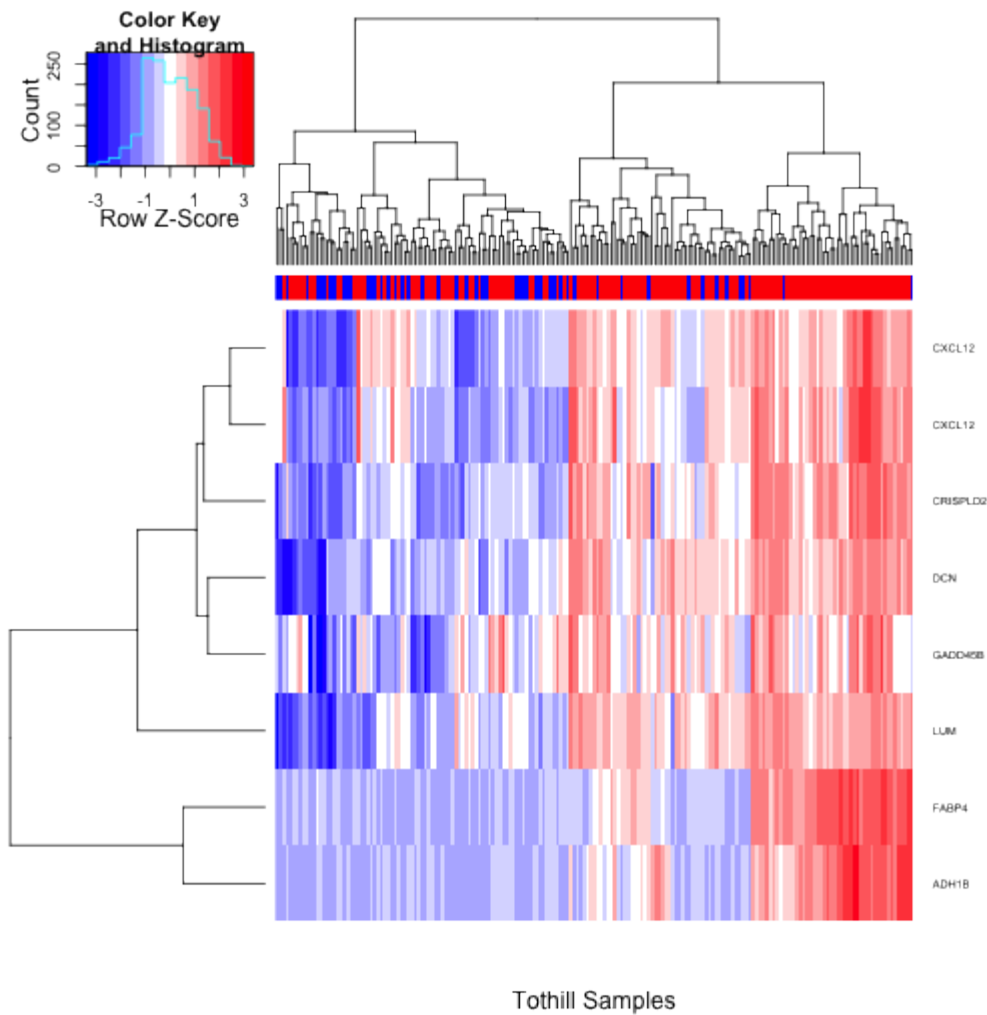 Color Key
and Histogram
Count
0 100 250
-3 -1 1 3
Row Z-Score
CXCL12
CXCL12
CRISPLD2
DCN
GADD45B
LUM
FABP4
ADH1B
Tothill Samples